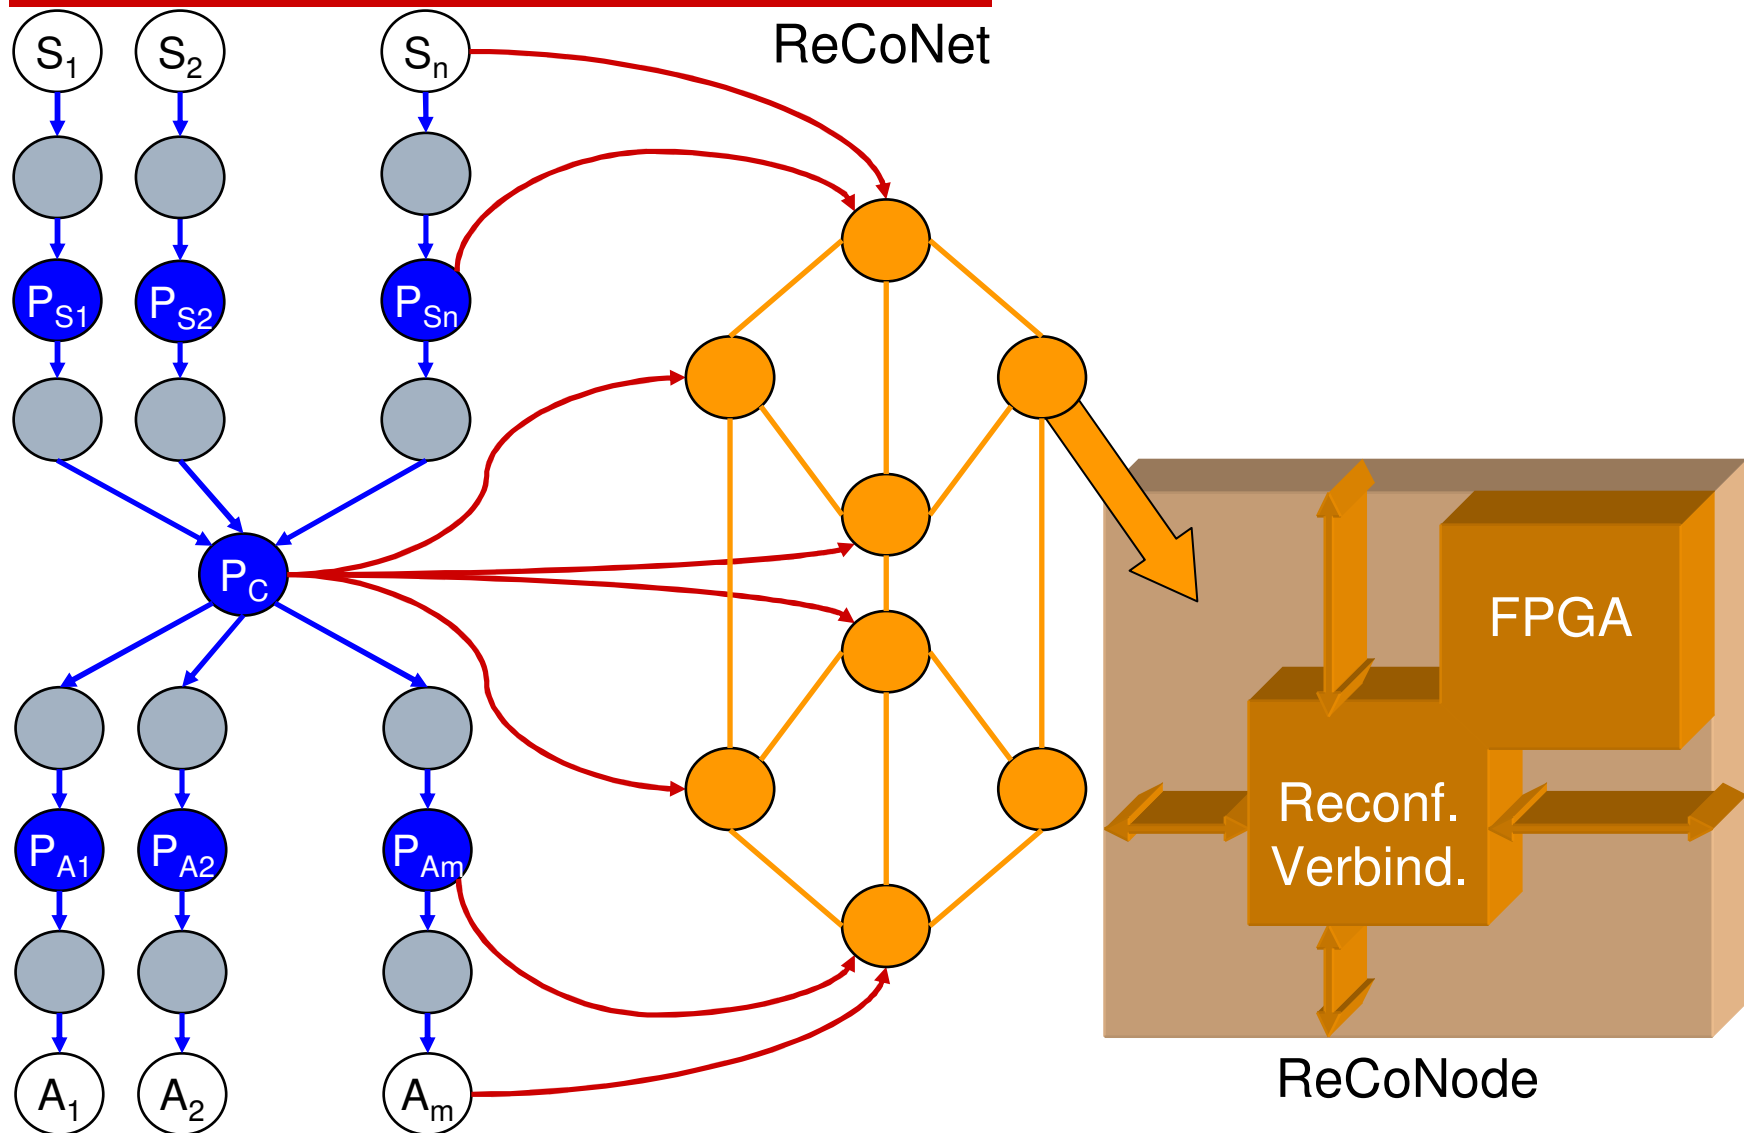 S1 S2 Sn ReCoNet
PS1 PS2 PSn
PC
FPGA
Reconf.
Verbind.
PA1 PA2 PAm
A1 A2 Am
ReCoNode